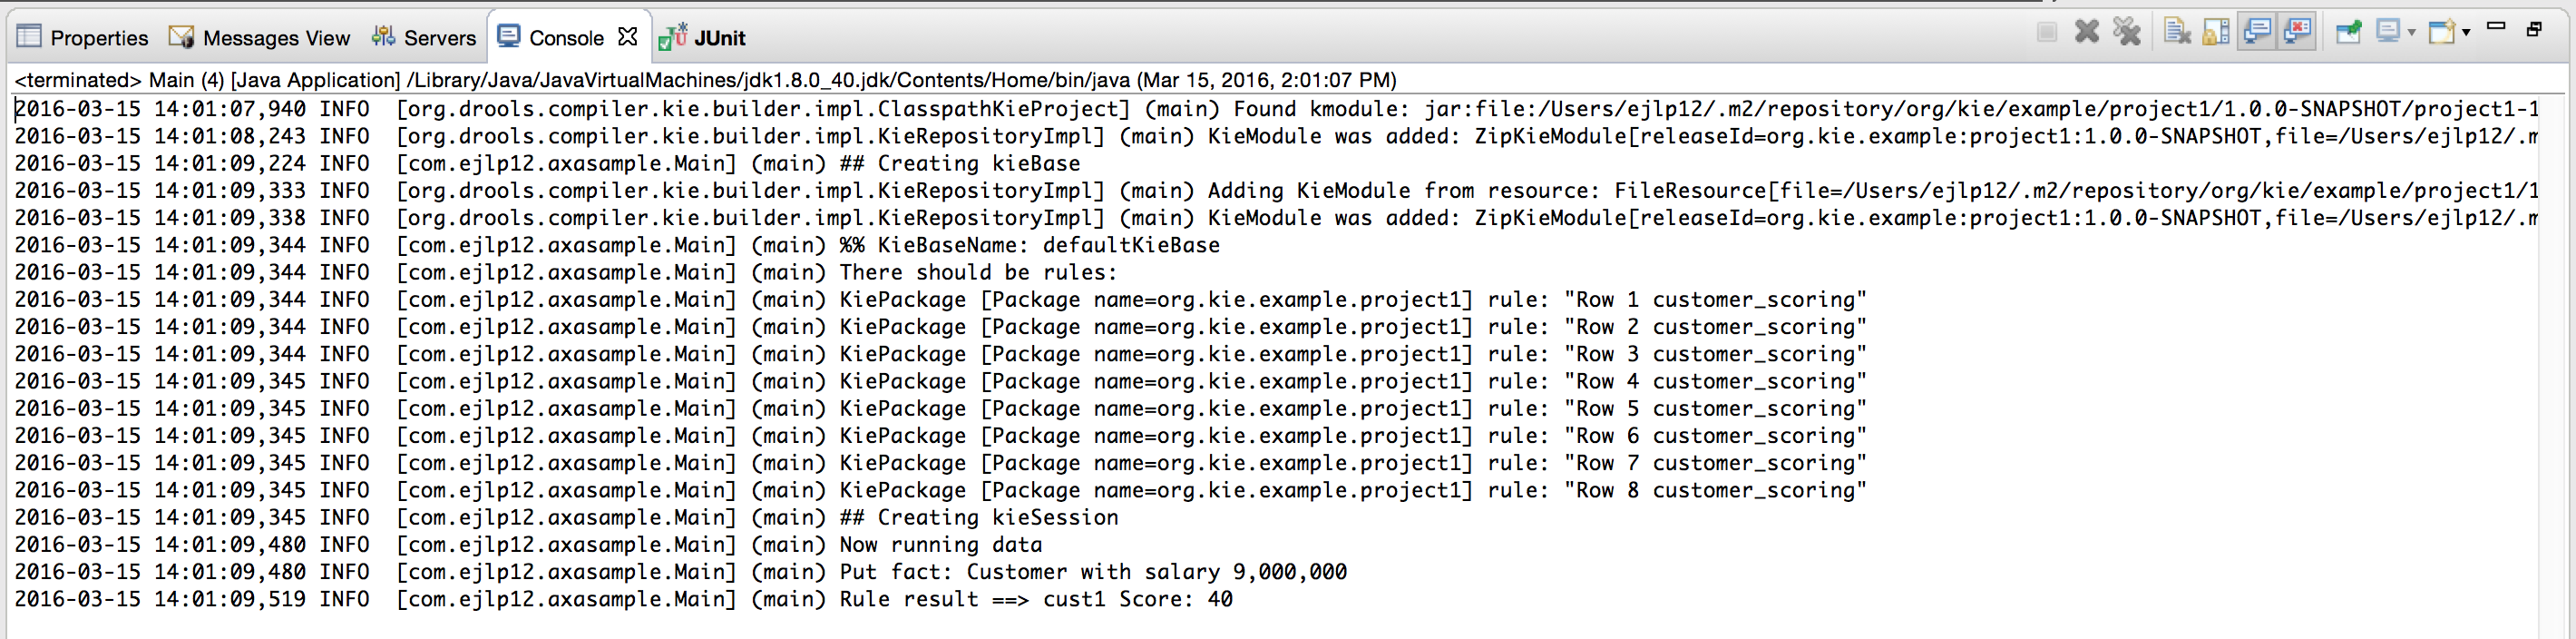 Properties Messages View Servers Console JUnit
<terminated> Main (4) [Java Application] /Library/Java/JavaVirtualMachines/jdk1.8.0_40.jdk/Contents/Home/bin/java (Mar 15, 2016, 2:01:07 PM)
2016-03-15 14:01:07,940 INFO  [org.drools.compiler.kie.builder.impl.ClasspathKieProject] (main) Found kmodule: jar:file:/Users/ejlp12/.m2/repository/org/kie/example/project1/1.0.0-SNAPSHOT/project1-1
2016-03-15 14:01:08,243 INFO  [org.drools.compiler.kie.builder.impl.KieRepositoryImpl] (main) KieModule was added: ZipKieModule[releaseId=org.kie.example:project1:1.0.0-SNAPSHOT,file=/Users/ejlp12/.m
2016-03-15 14:01:09,224 INFO  [com.ejlp12.axasample.Main] (main) ## Creating kieBase
2016-03-15 14:01:09,333 INFO  [org.drools.compiler.kie.builder.impl.KieRepositoryImpl] (main) Adding KieModule from resource: FileResource[file=/Users/ejlp12/.m2/repository/org/kie/example/project1/1
2016-03-15 14:01:09,338 INFO  [org.drools.compiler.kie.builder.impl.KieRepositoryImpl] (main) KieModule was added: ZipKieModule[releaseId=org.kie.example:project1:1.0.0-SNAPSHOT,file=/Users/ejlp12/.m
2016-03-15 14:01:09,344 INFO  [com.ejlp12.axasample.Main] (main) %% KieBaseName: defaultKieBase
2016-03-15 14:01:09,344 INFO  [com.ejlp12.axasample.Main] (main) There should be rules:
2016-03-15 14:01:09,344 INFO  [com.ejlp12.axasample.Main] (main) KiePackage [Package name=org.kie.example.project1] rule: "Row 1 customer_scoring"
2016-03-15 14:01:09,344 INFO  [com.ejlp12.axasample.Main] (main) KiePackage [Package name=org.kie.example.project1] rule: "Row 2 customer_scoring"
2016-03-15 14:01:09,344 INFO  [com.ejlp12.axasample.Main] (main) KiePackage [Package name=org.kie.example.project1] rule: "Row 3 customer_scoring"
2016-03-15 14:01:09,345 INFO  [com.ejlp12.axasample.Main] (main) KiePackage [Package name=org.kie.example.project1] rule: "Row 4 customer_scoring"
2016-03-15 14:01:09,345 INFO  [com.ejlp12.axasample.Main] (main) KiePackage [Package name=org.kie.example.project1] rule: "Row 5 customer_scoring"
2016-03-15 14:01:09,345 INFO  [com.ejlp12.axasample.Main] (main) KiePackage [Package name=org.kie.example.project1] rule: "Row 6 customer_scoring"
2016-03-15 14:01:09,345 INFO  [com.ejlp12.axasample.Main] (main) KiePackage [Package name=org.kie.example.project1] rule: "Row 7 customer_scoring"
2016-03-15 14:01:09,345 INFO  [com.ejlp12.axasample.Main] (main) KiePackage [Package name=org.kie.example.project1] rule: "Row 8 customer_scoring"
2016-03-15 14:01:09,345 INFO  [com.ejlp12.axasample.Main] (main) ## Creating kieSession
2016-03-15 14:01:09,480 INFO  [com.ejlp12.axasample.Main] (main) Now running data
2016-03-15 14:01:09,480 INFO  [com.ejlp12.axasample.Main] (main) Put fact: Customer with salary 9,000,000
2016-03-15 14:01:09,519 INFO  [com.ejlp12.axasample.Main] (main) Rule result ==> cust1 Score: 40